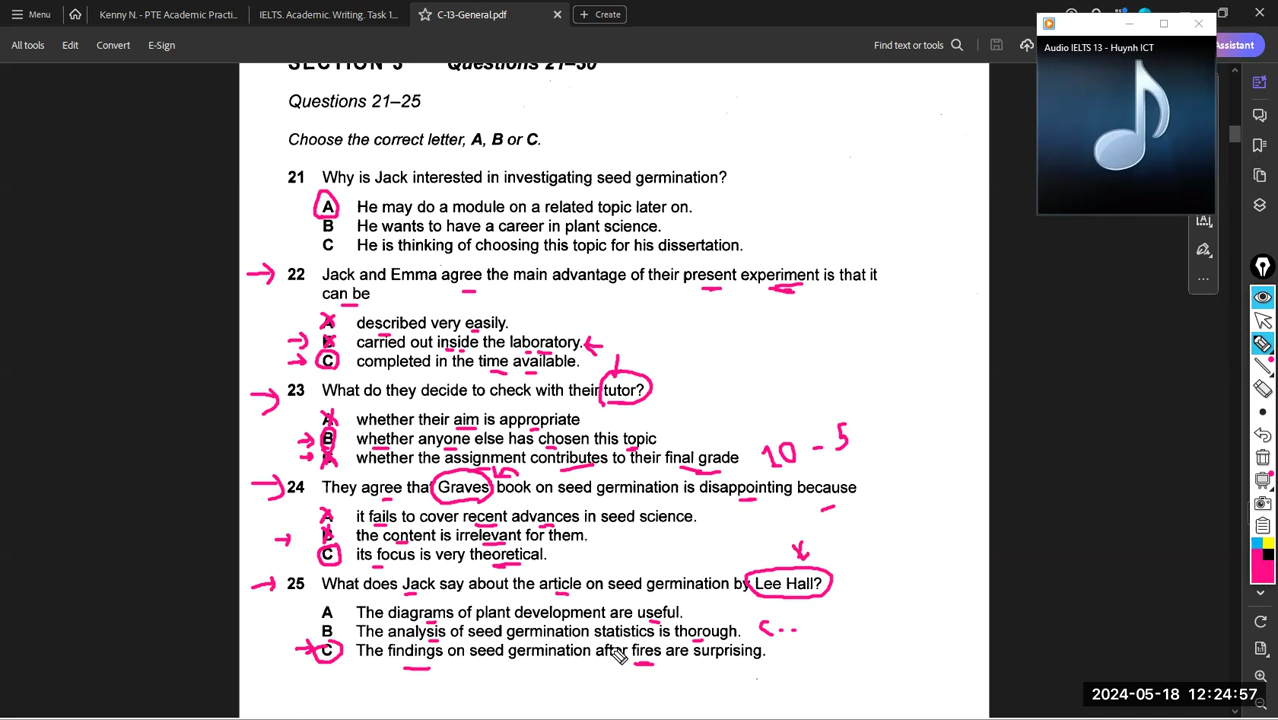 Menu
Kenny N. - PTE Academic Practi...
IELTS. Academic. Writing. Task 1...
C-13-General.pdf
Create
All tools
Edit
Convert
E-Sign
Find text or tools
Assistant
Audio IELTS 13 - Huynh ICT
SECTION 3 Questions 21–30
Questions 21–25
Choose the correct letter, A, B or C.
21 Why is Jack interested in investigating seed germination?
A He may do a module on a related topic later on.
B He wants to have a career in plant science.
C He is thinking of choosing this topic for his dissertation.
22 Jack and Emma agree the main advantage of their present experiment is that it
can be
A described very easily.
B carried out inside the laboratory.
C completed in the time available.
23 What do they decide to check with their tutor?
A whether their aim is appropriate
B whether anyone else has chosen this topic
C whether the assignment contributes to their final grade
10 - 5
24 They agree that Graves' book on seed germination is disappointing because
A it fails to cover recent advances in seed science.
B the content is irrelevant for them.
C its focus is very theoretical.
25 What does Jack say about the article on seed germination by Lee Hall?
A The diagrams of plant development are useful.
B The analysis of seed germination statistics is thorough.
C The findings on seed germination after fires are surprising.
2024-05-18 12:24:57